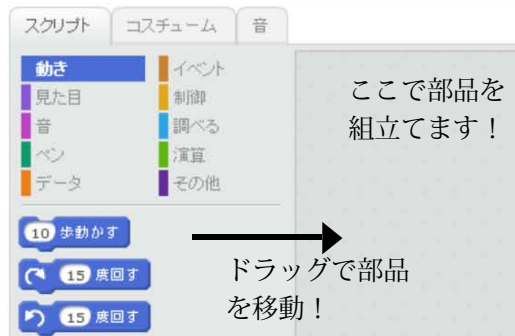 スクリプト コスチューム 音
動き イベント
見た目 制御
音 調べる
ペン 演算
データ その他
ここで部品を
組立てます！
10 歩動かす
15 度回す
15 度回す
ドラッグで部品
を移動！